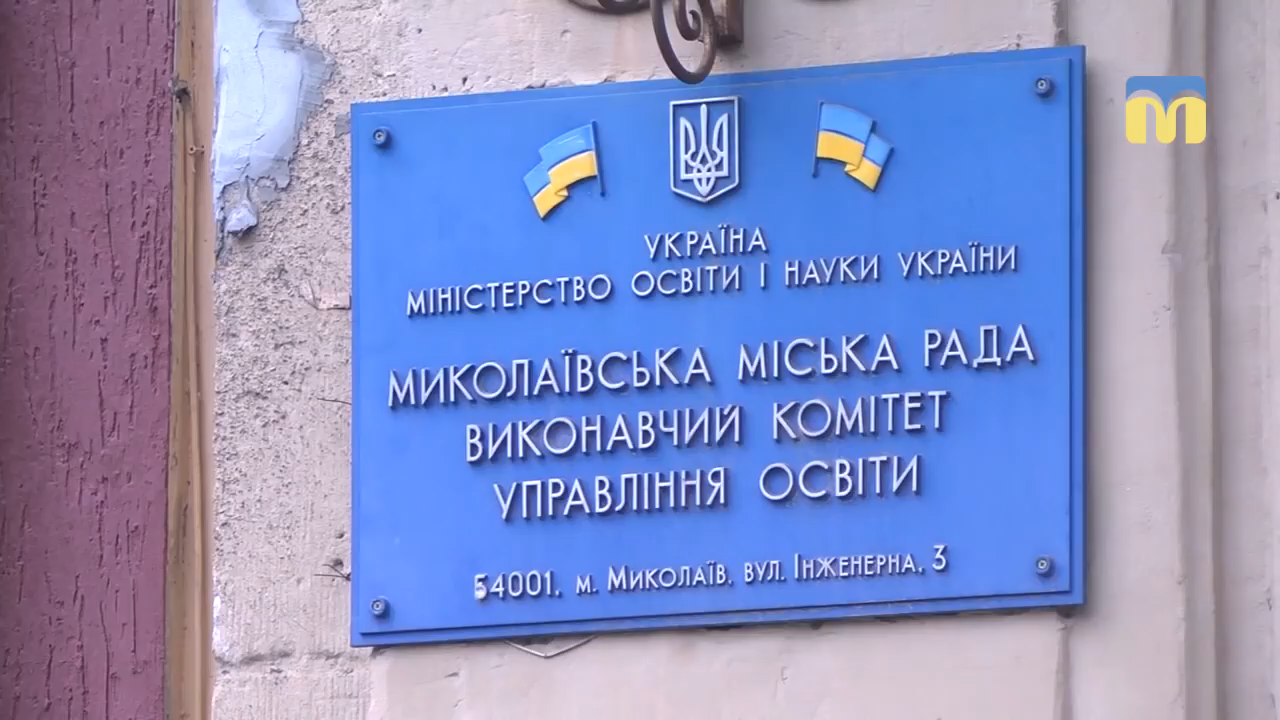 УКРАЇНА
МІНІСТЕРСТВО ОСВІТИ І НАУКИ УКРАЇНИ
МИКОЛАЇВСЬКА МІСЬКА РАДА
ВИКОНАВЧИЙ КОМІТЕТ
УПРАВЛІННЯ ОСВІТИ
54001, м. Миколаїв, вул. Інженерна, 3
М